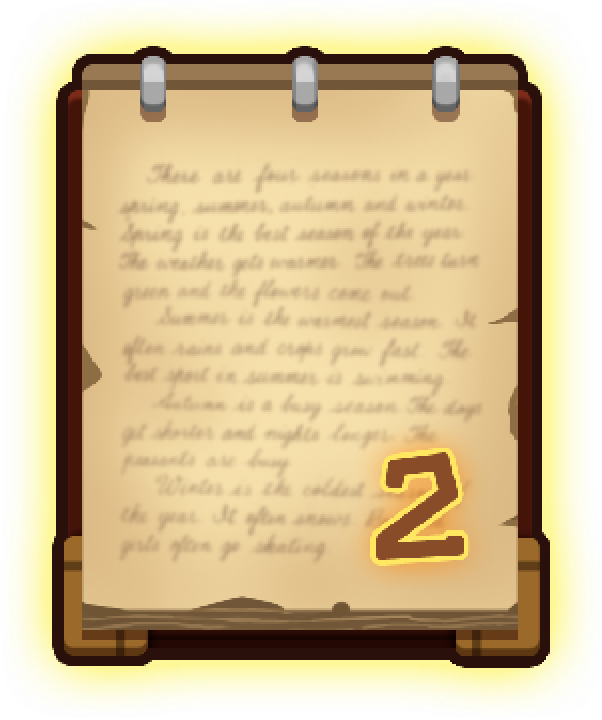 There are four seasons in a year
spring, summer, autumn and winter.
Spring is the best season of the year.
The weather gets warmer. The trees turn
green and the flowers come out.
Summer is the warmest season. It
often rains and crops grow fast. The
best sport in summer is swimming.
Autumn is a busy season. The days
get shorter and nights longer. The
peasants are busy.
Winter is the coldest
the year. It often snows.
girls often go skating.
2